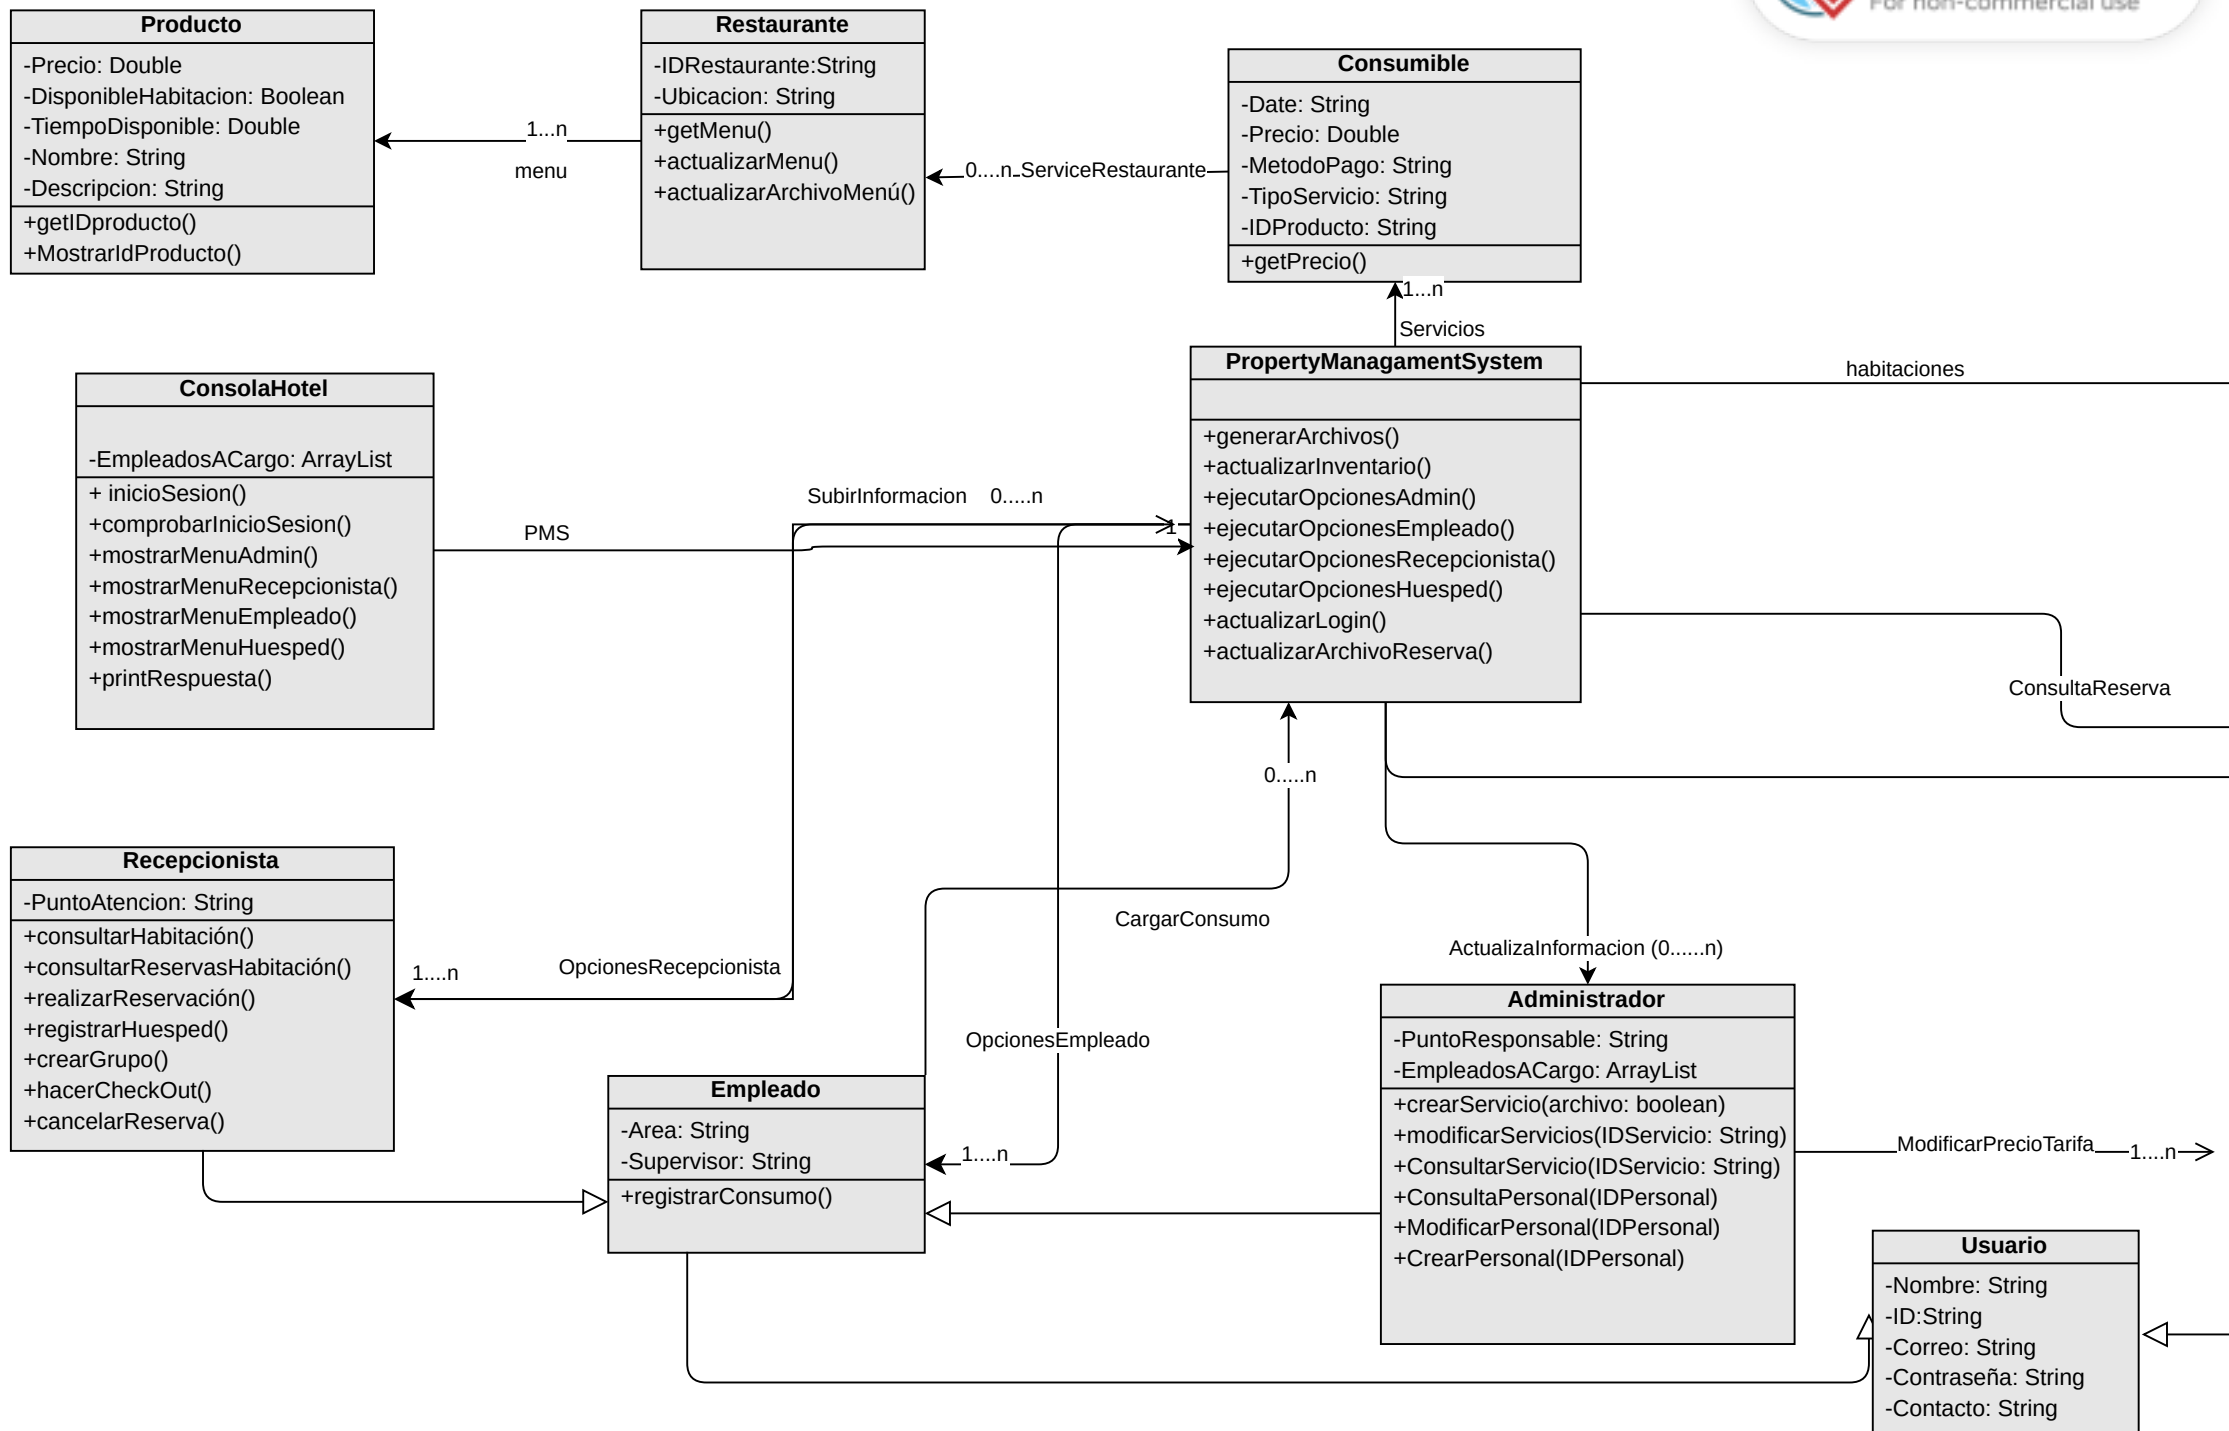 For non-commercial use
Producto
-Precio: Double
-DisponibleHabitacion: Boolean
-TiempoDisponible: Double
-Nombre: String
-Descripcion: String
+getIDproducto()
+MostrarIdProducto()
1...n
menu
Restaurante
-IDRestaurante:String
-Ubicacion: String
+getMenu()
+actualizarMenu()
+actualizarArchivoMenú()
0....n
ServiceRestaurante
Consumible
-Date: String
-Precio: Double
-MetodoPago: String
-TipoServicio: String
-IDProducto: String
+getPrecio()
1...n
Servicios
ConsolaHotel
-EmpleadosACargo: ArrayList
+ inicioSesion()
+comprobarInicioSesion()
+mostrarMenuAdmin()
+mostrarMenuRecepcionista()
+mostrarMenuEmpleado()
+mostrarMenuHuesped()
+printRespuesta()
PMS
SubirInformacion 0.....n
1
PropertyManagamentSystem
+generarArchivos()
+actualizarInventario()
+ejecutarOpcionesAdmin()
+ejecutarOpcionesEmpleado()
+ejecutarOpcionesRecepcionista()
+ejecutarOpcionesHuesped()
+actualizarLogin()
+actualizarArchivoReserva()
habitaciones
ConsultaReserva
0.....n
CargarConsumo
Recepcionista
-PuntoAtencion: String
+consultarHabitación()
+consultarReservasHabitación()
+realizarReservación()
+registrarHuesped()
+crearGrupo()
+hacerCheckOut()
+cancelarReserva()
1....n
OpcionesRecepcionista
OpcionesEmpleado
Empleado
-Area: String
-Supervisor: String
+registrarConsumo()
1....n
ActualizaInformacion (0......n)
Administrador
-PuntoResponsable: String
-EmpleadosACargo: ArrayList
+crearServicio(archivo: boolean)
+modificarServicios(IDServicio: String)
+ConsultarServicio(IDServicio: String)
+ConsultaPersonal(IDPersonal)
+ModificarPersonal(IDPersonal)
+CrearPersonal(IDPersonal)
ModificarPrecioTarifa
1....n
Usuario
-Nombre: String
-ID:String
-Correo: String
-Contraseña: String
-Contacto: String